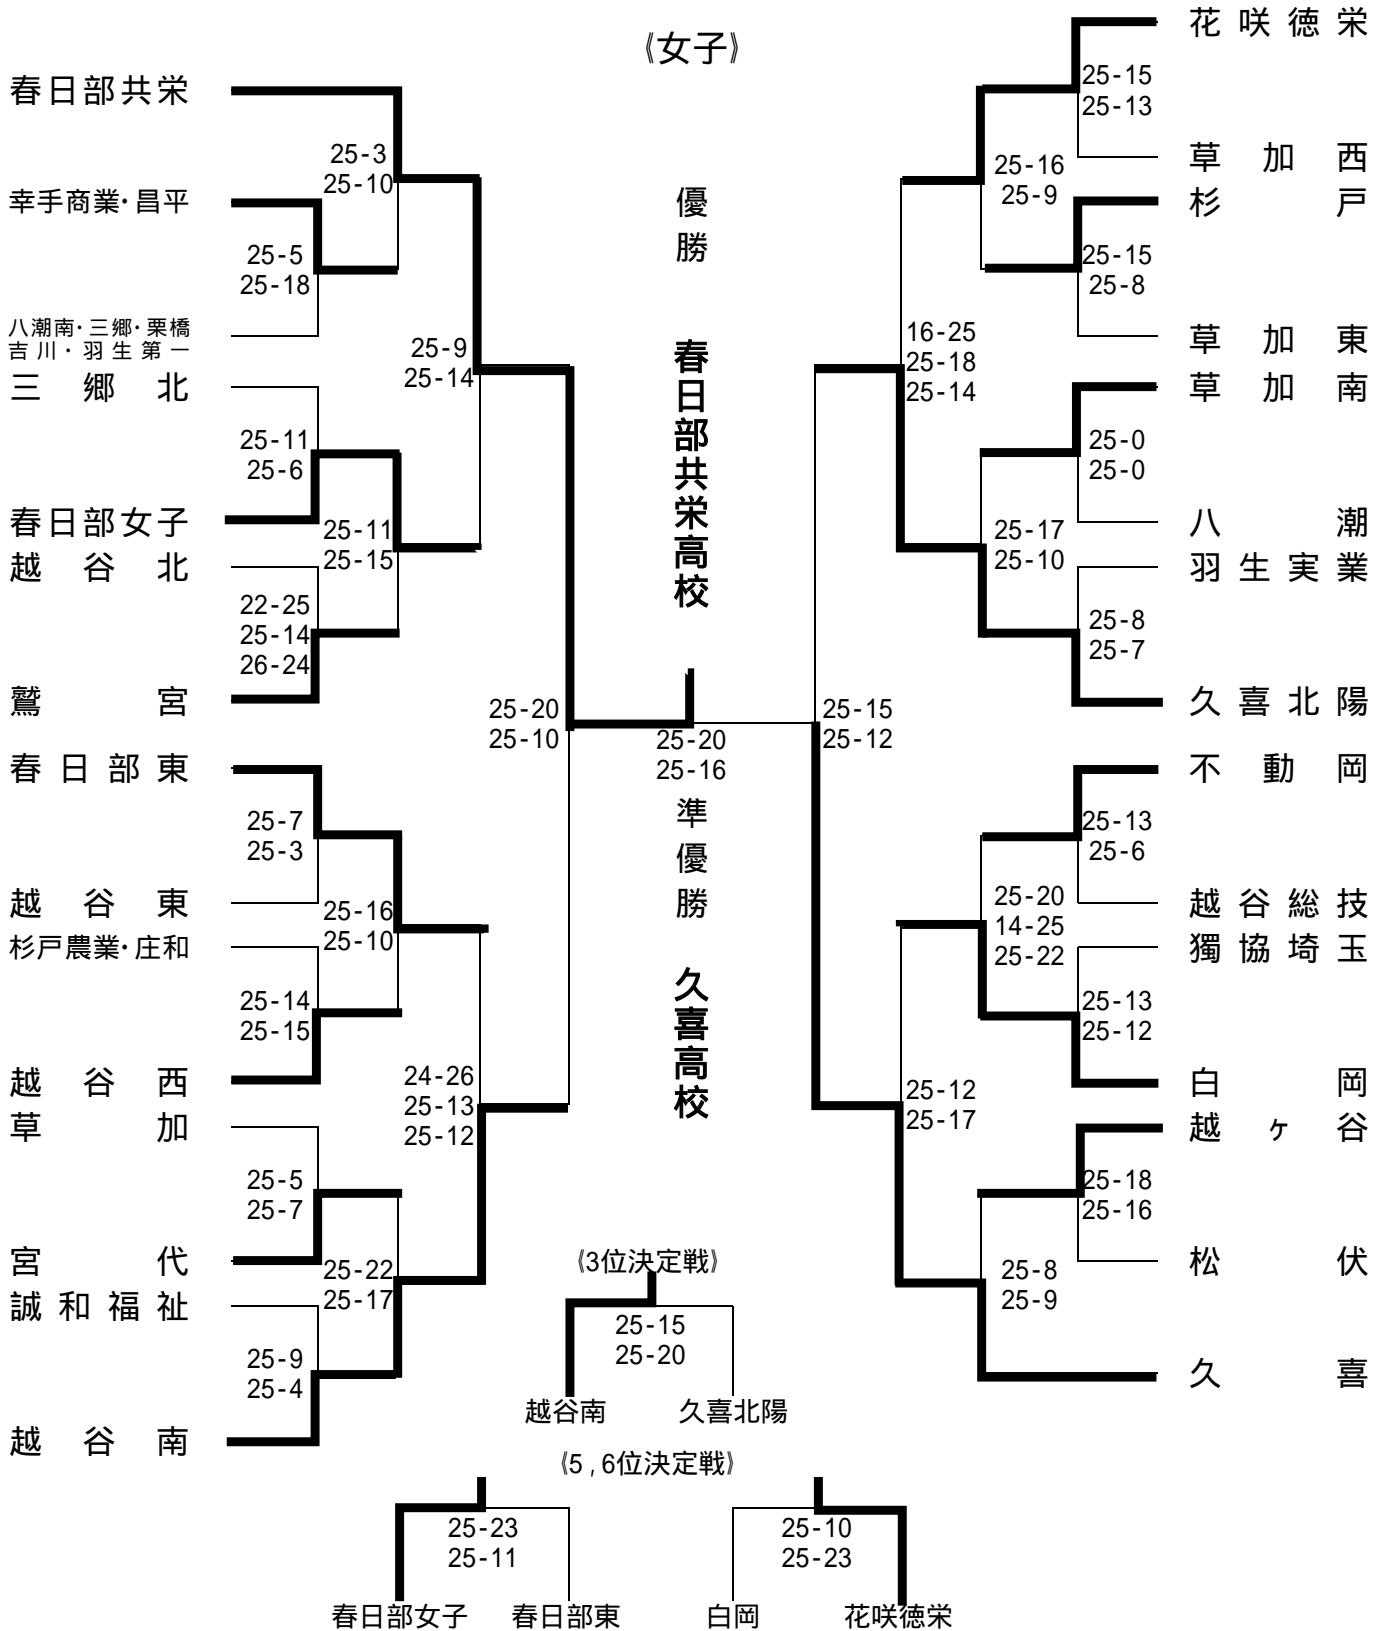 《女子》
春日部共栄
25-3
25-10
幸手商業・昌平
25-5
25-18
八潮南・三郷・栗橋
吉川・羽生第一
25-9
25-14
三郷北
25-11
25-6
春日部女子
25-11
25-15
越谷北
22-25
25-14
26-24
鷲宮
25-20
25-10
春日部東
25-7
25-3
越谷東
25-16
25-10
杉戸農業・庄和
25-14
25-15
越谷西
24-26
25-13
25-12
草加
25-5
25-7
宮代
25-22
25-17
誠和福祉
25-9
25-4
越谷南
優勝
春日部共栄高校
25-20
25-16
準優勝
久喜高校
花咲徳栄
25-15
25-13
草加西
25-16
25-9
杉戸
25-15
25-8
草加東
16-25
25-18
25-14
草加南
25-0
25-0
八潮
25-17
25-10
羽生実業
25-8
25-7
久喜北陽
25-15
25-12
不動岡
25-13
25-6
越谷総技
25-20
14-25
25-22
獨協埼玉
25-13
25-12
白岡
25-12
25-17
越ヶ谷
25-18
25-16
松伏
25-8
25-9
久喜
《3位決定戦》
25-15
25-20
越谷南 久喜北陽
《5,6位決定戦》
25-23
25-11
春日部女子 春日部東
25-10
25-23
白岡 花咲徳栄